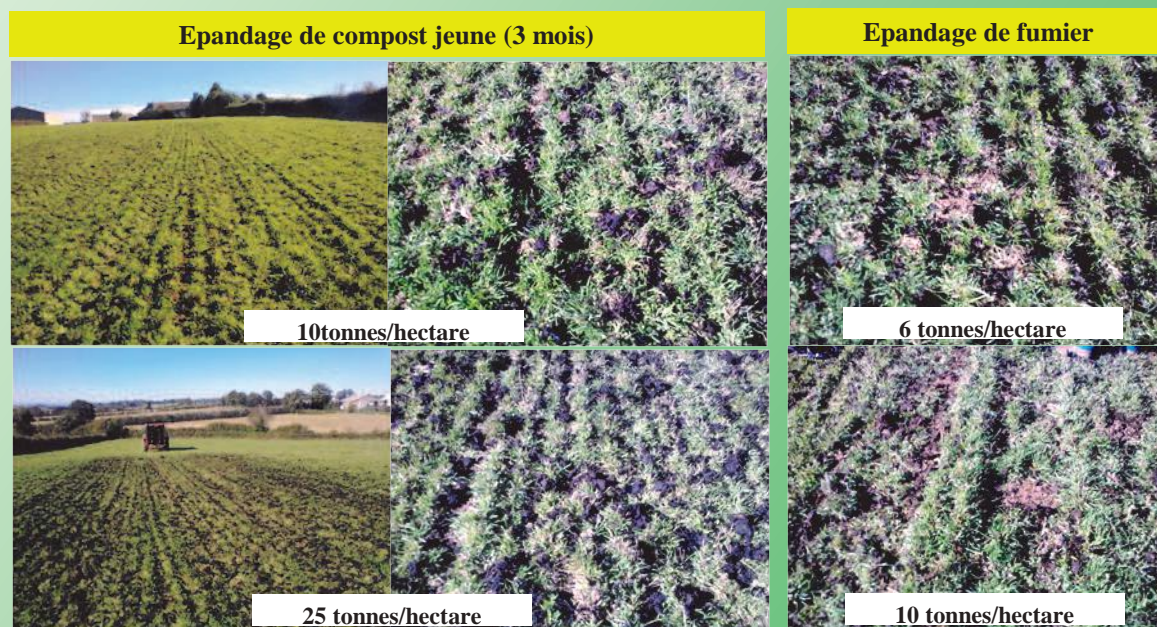 Epandage de compost jeune (3 mois)
Epandage de fumier
10tonnes/hectare
6 tonnes/hectare
25 tonnes/hectare
10 tonnes/hectare